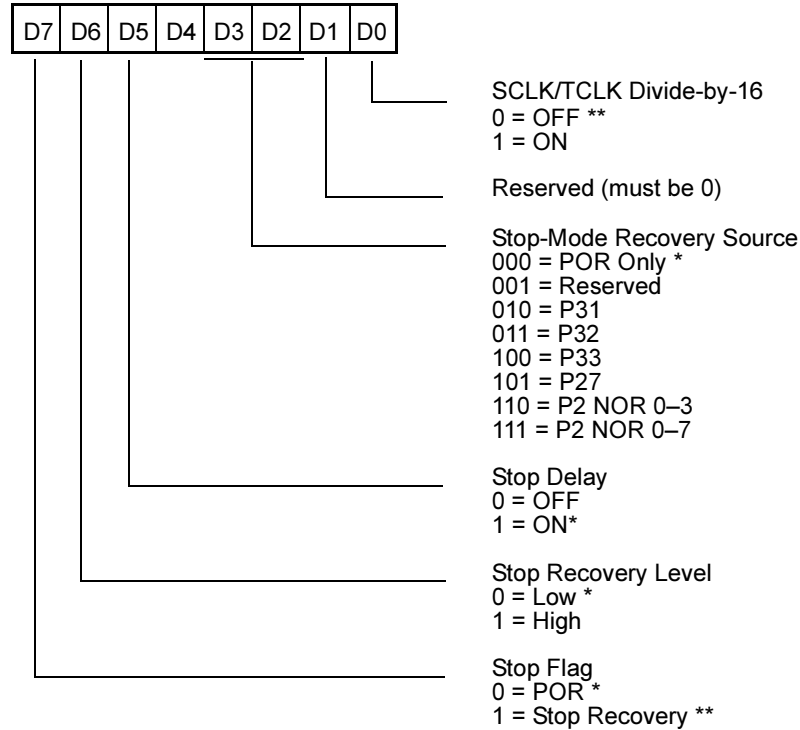 D7 D6 D5 D4 D3 D2 D1 D0
SCLK/TCLK Divide-by-16
0 = OFF **
1 = ON
Reserved (must be 0)
Stop-Mode Recovery Source
000 = POR Only *
001 = Reserved
010 = P31
011 = P32
100 = P33
101 = P27
110 = P2 NOR 0–3
111 = P2 NOR 0–7
Stop Delay
0 = OFF
1 = ON*
Stop Recovery Level
0 = Low *
1 = High
Stop Flag
0 = POR *
1 = Stop Recovery **